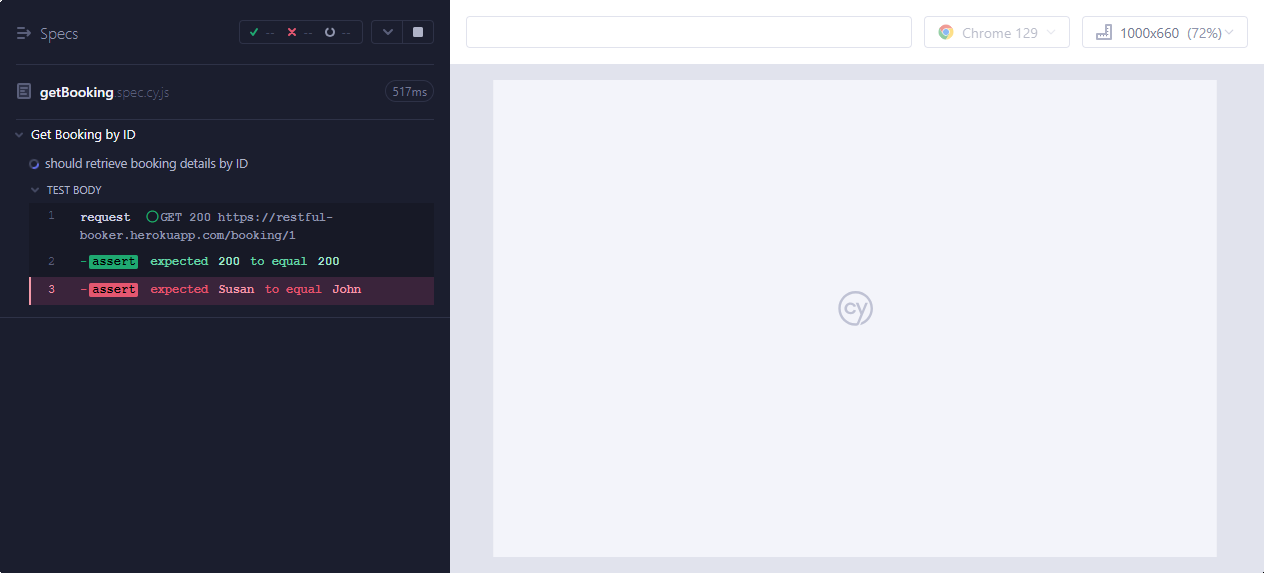 Specs
-- -- --
getBooking.spec.cy.js
517ms
Get Booking by ID
should retrieve booking details by ID
TEST BODY
1 request GET 200 https://restful-
booker.herokuapp.com/booking/1
2 -assert expected 200 to equal 200
3 -assert expected Susan to equal John
Chrome 129
1000x660 (72%)
cy